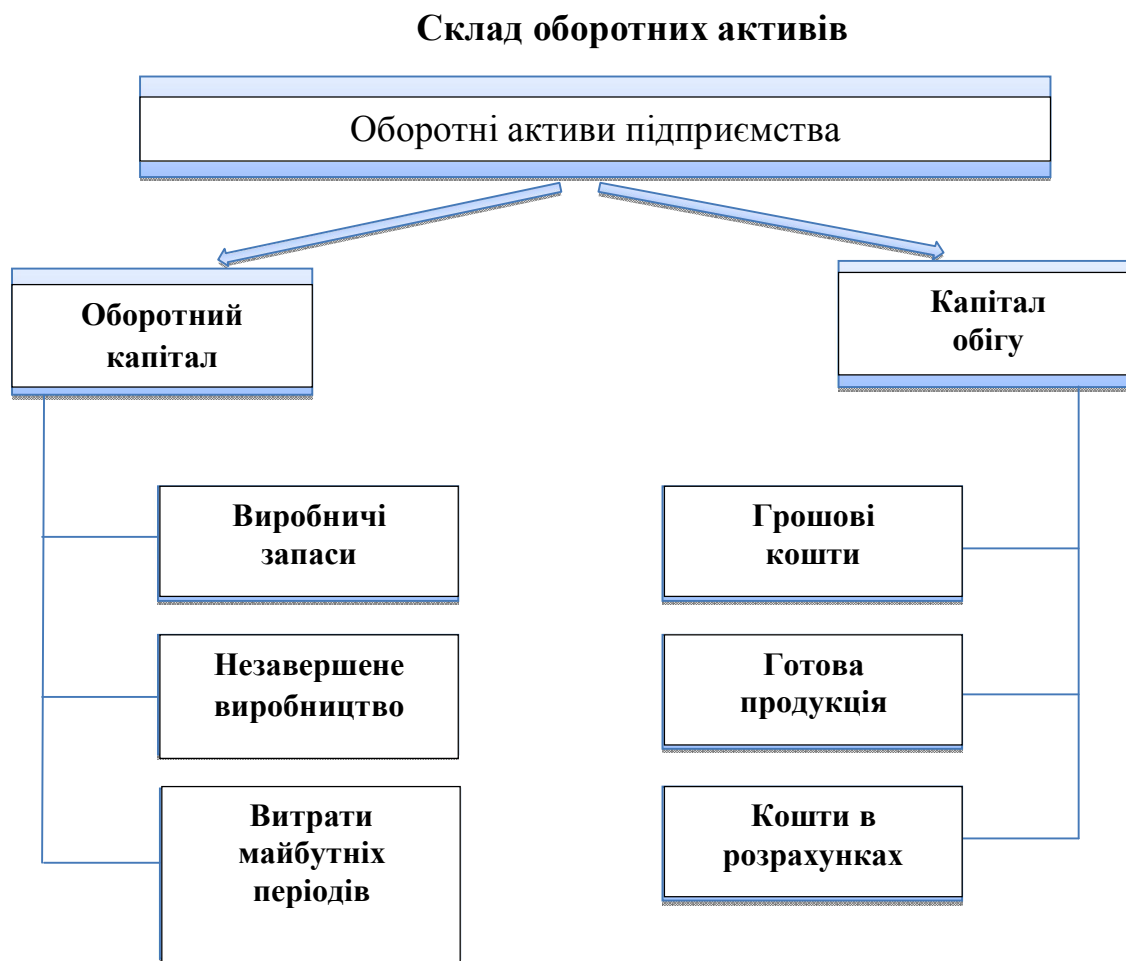 Склад оборотних активів
Оборотні активи підприємства
Оборотний
капітал
Капітал
обігу
Виробничі
запаси
Грошові
кошти
Незавершене
виробництво
Готова
продукція
Витрати
майбутніх
періодів
Кошти в
розрахунках